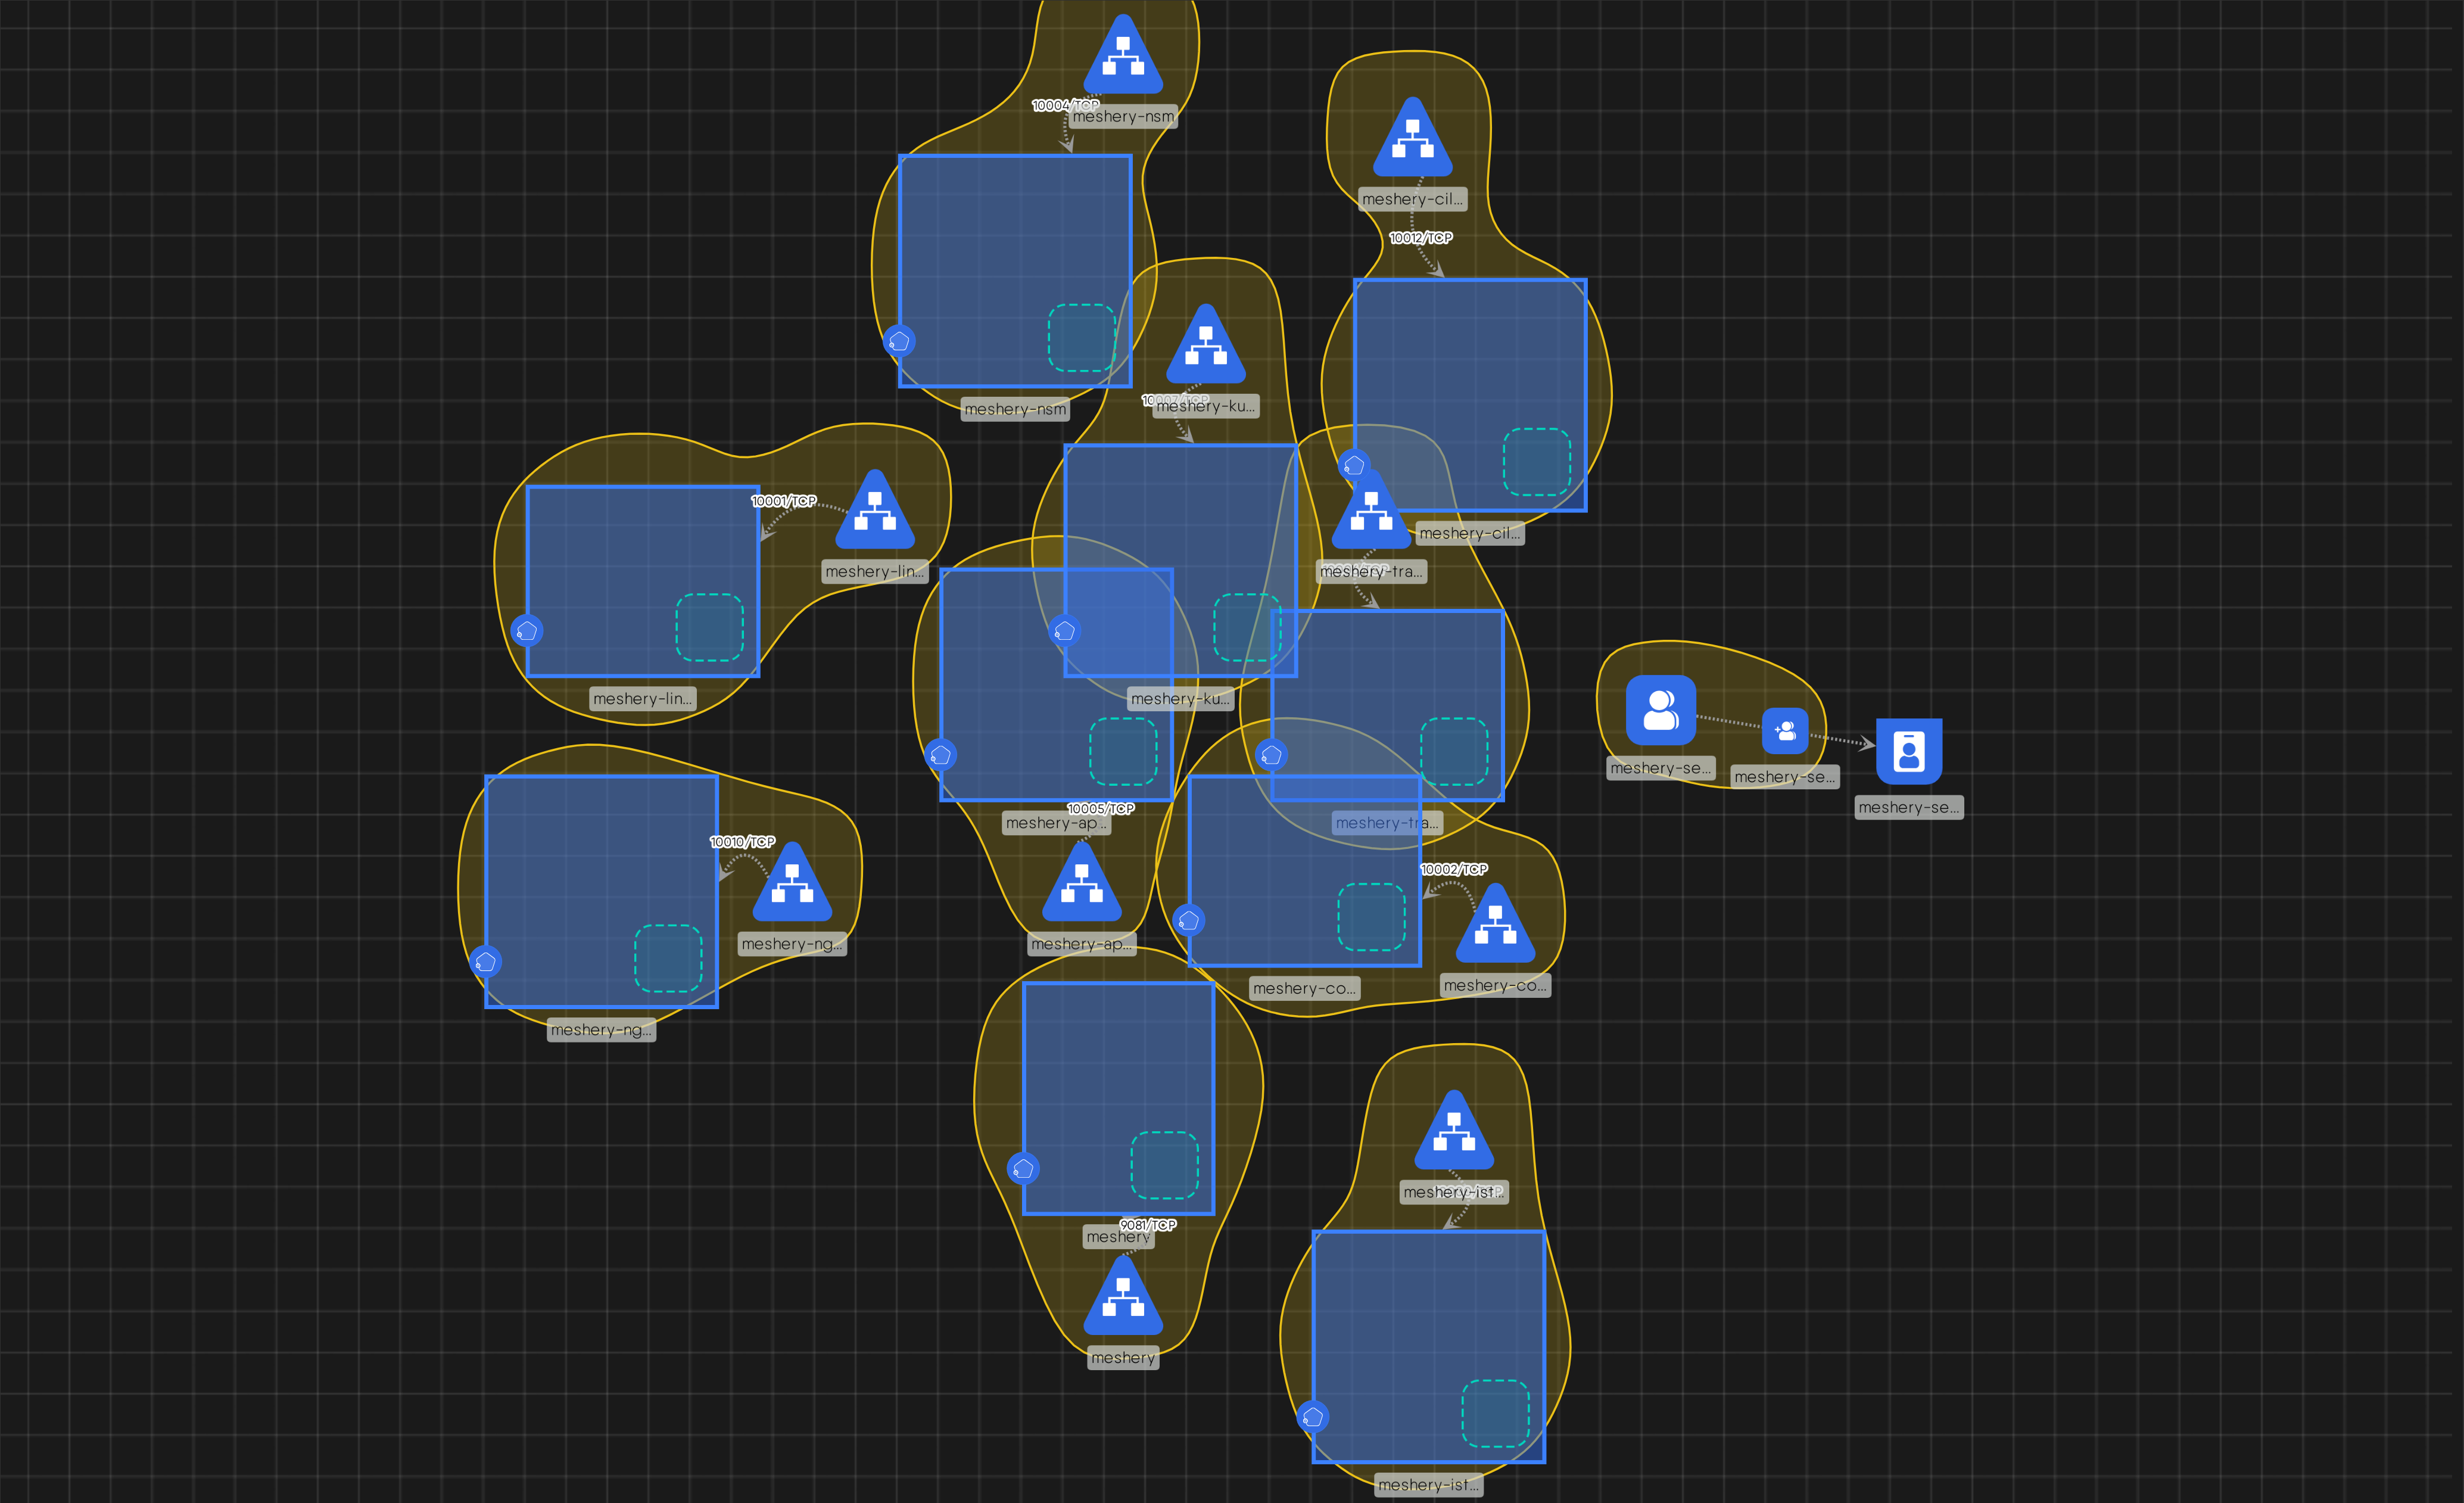 10004/TCP
meshery-nsm
meshery-cil...
10012/TCP
meshery-nsm
meshery-ku...
10001/TCP
meshery-cil...
meshery-lin...
meshery-tra...
meshery-lin...
meshery-ku...
meshery-se...
meshery-se...
meshery-se...
10005/TCP
meshery-ap...
meshery-tra...
10010/TCP
10002/TCP
meshery-ng...
meshery-ap...
meshery-co...
meshery-co...
meshery-ng...
meshery-ist...
9081/TCP
meshery
meshery
meshery-ist...